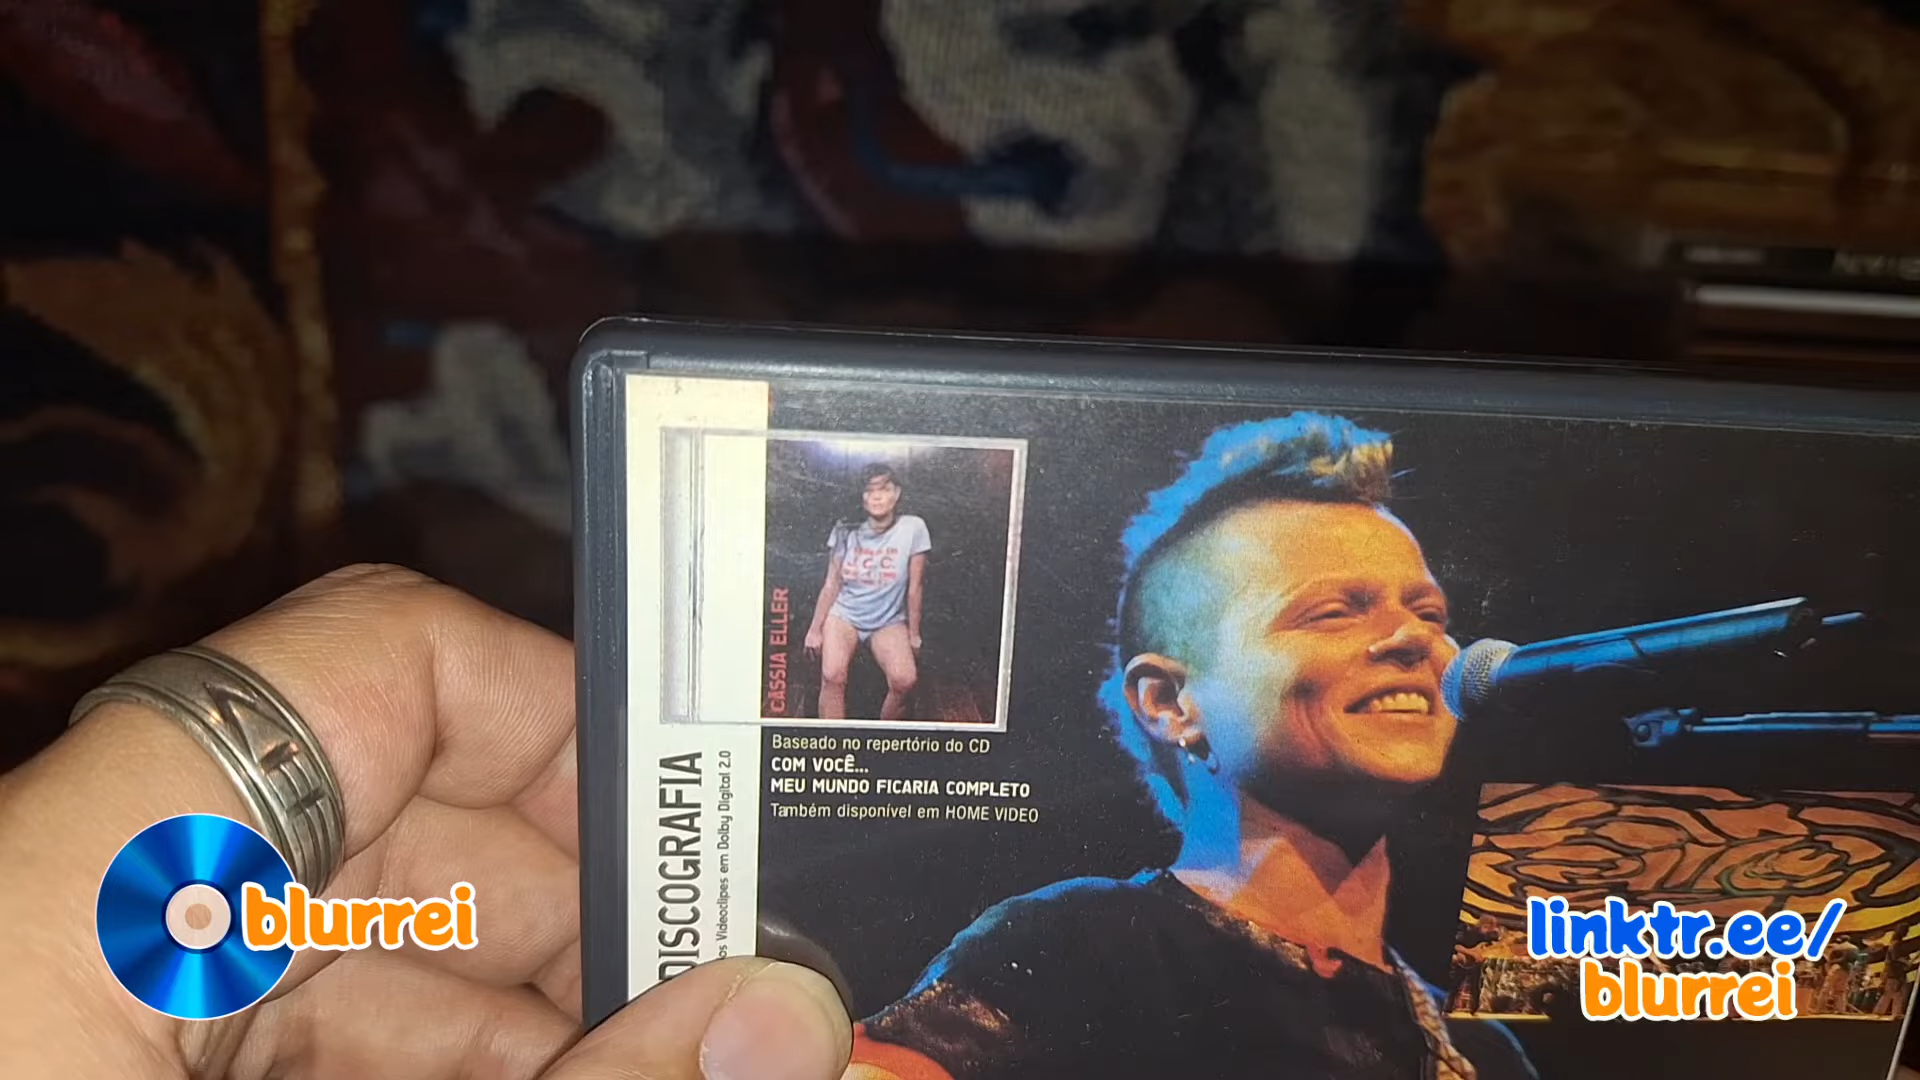 CÁSSIA ELLER
Baseado no repertório do CD
COM VOCÊ...
MEU MUNDO FICARIA COMPLETO
Também disponível em HOME VIDEO
DISCOGRAFIA
Videoclipes em Dolby Digital 2.0
blurrei
linktr.ee/
blurrei